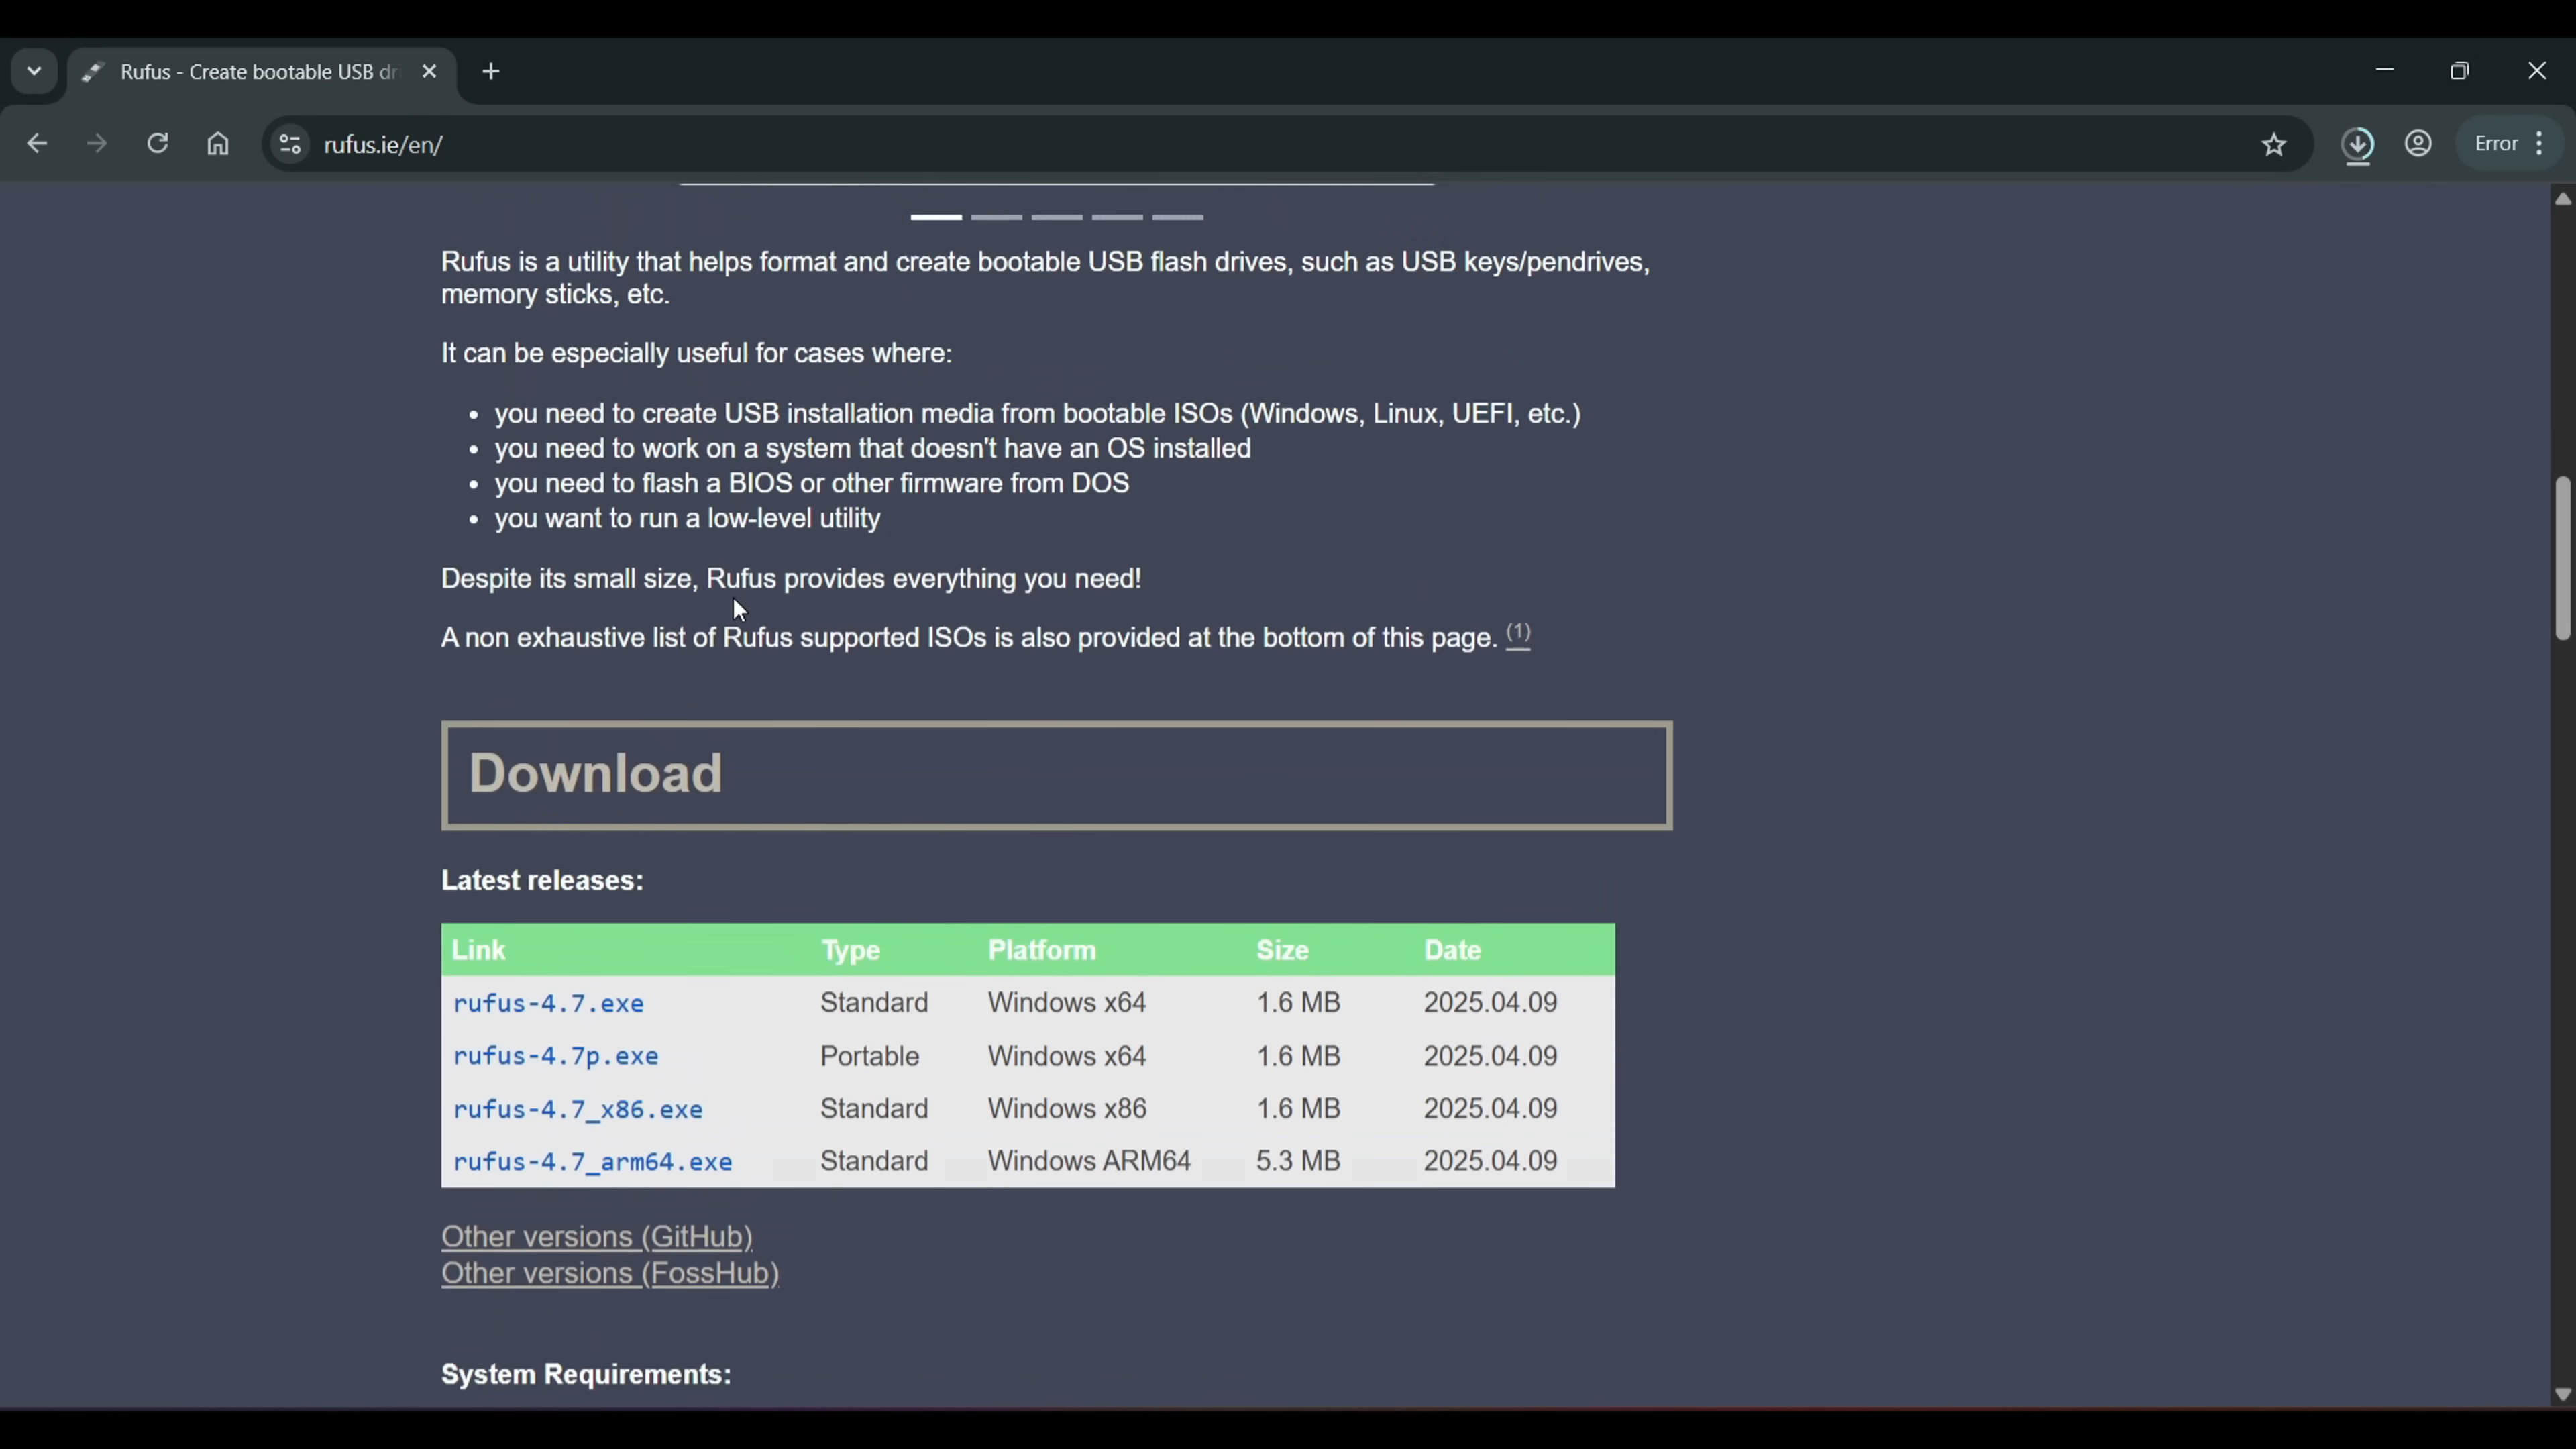 Rufus - Create bootable USB dri
rufus.ie/en/
Error
Rufus is a utility that helps format and create bootable USB flash drives, such as USB keys/pendrives,
memory sticks, etc.
It can be especially useful for cases where:
• you need to create USB installation media from bootable ISOs (Windows, Linux, UEFI, etc.)
• you need to work on a system that doesn't have an OS installed
• you need to flash a BIOS or other firmware from DOS
• you want to run a low-level utility
Despite its small size, Rufus provides everything you need!
A non exhaustive list of Rufus supported ISOs is also provided at the bottom of this page. (1)
Download
Latest releases:
Link Type Platform Size Date
rufus-4.7.exe Standard Windows x64 1.6 MB 2025.04.09
rufus-4.7p.exe Portable Windows x64 1.6 MB 2025.04.09
rufus-4.7_x86.exe Standard Windows x86 1.6 MB 2025.04.09
rufus-4.7_arm64.exe Standard Windows ARM64 5.3 MB 2025.04.09
Other versions (GitHub)
Other versions (FossHub)
System Requirements: